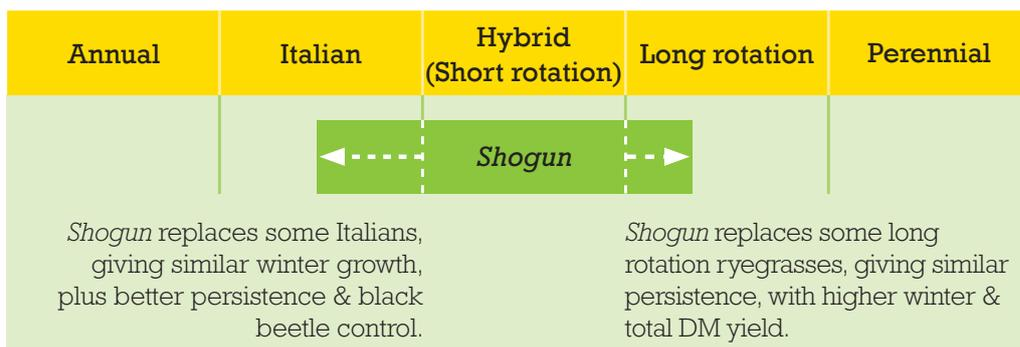 Annual
Italian
Hybrid
(Short rotation)
Long rotation
Perennial
Shogun
Shogun replaces some Italians,
giving similar winter growth,
plus better persistence & black
beetle control.
Shogun replaces some long
rotation ryegrasses, giving similar
persistence, with higher winter &
total DM yield.